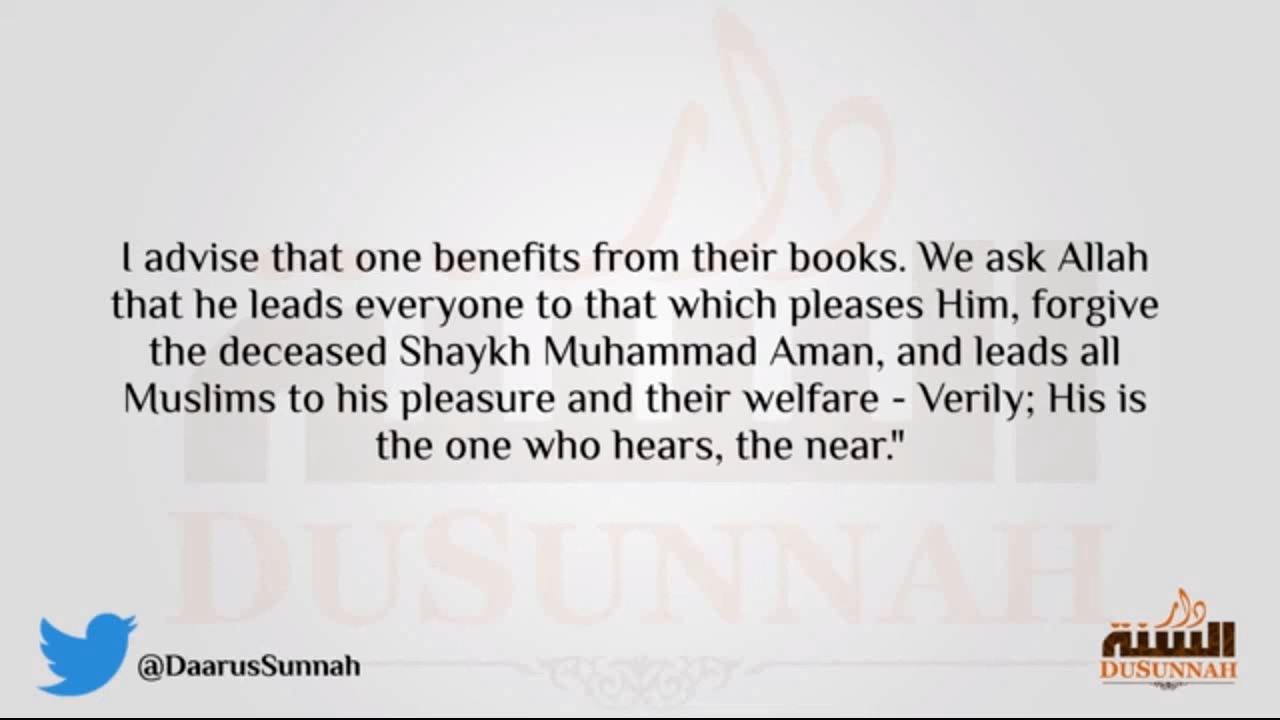 I advise that one benefits from their books. We ask Allah
that he leads everyone to that which pleases Him, forgive
the deceased Shaykh Muhammad Aman, and leads all
Muslims to his pleasure and their welfare - Verily; His is
the one who hears, the near."
DUSUNNAH
@DaarusSunnah
دار
السنة
DUSUNNAH